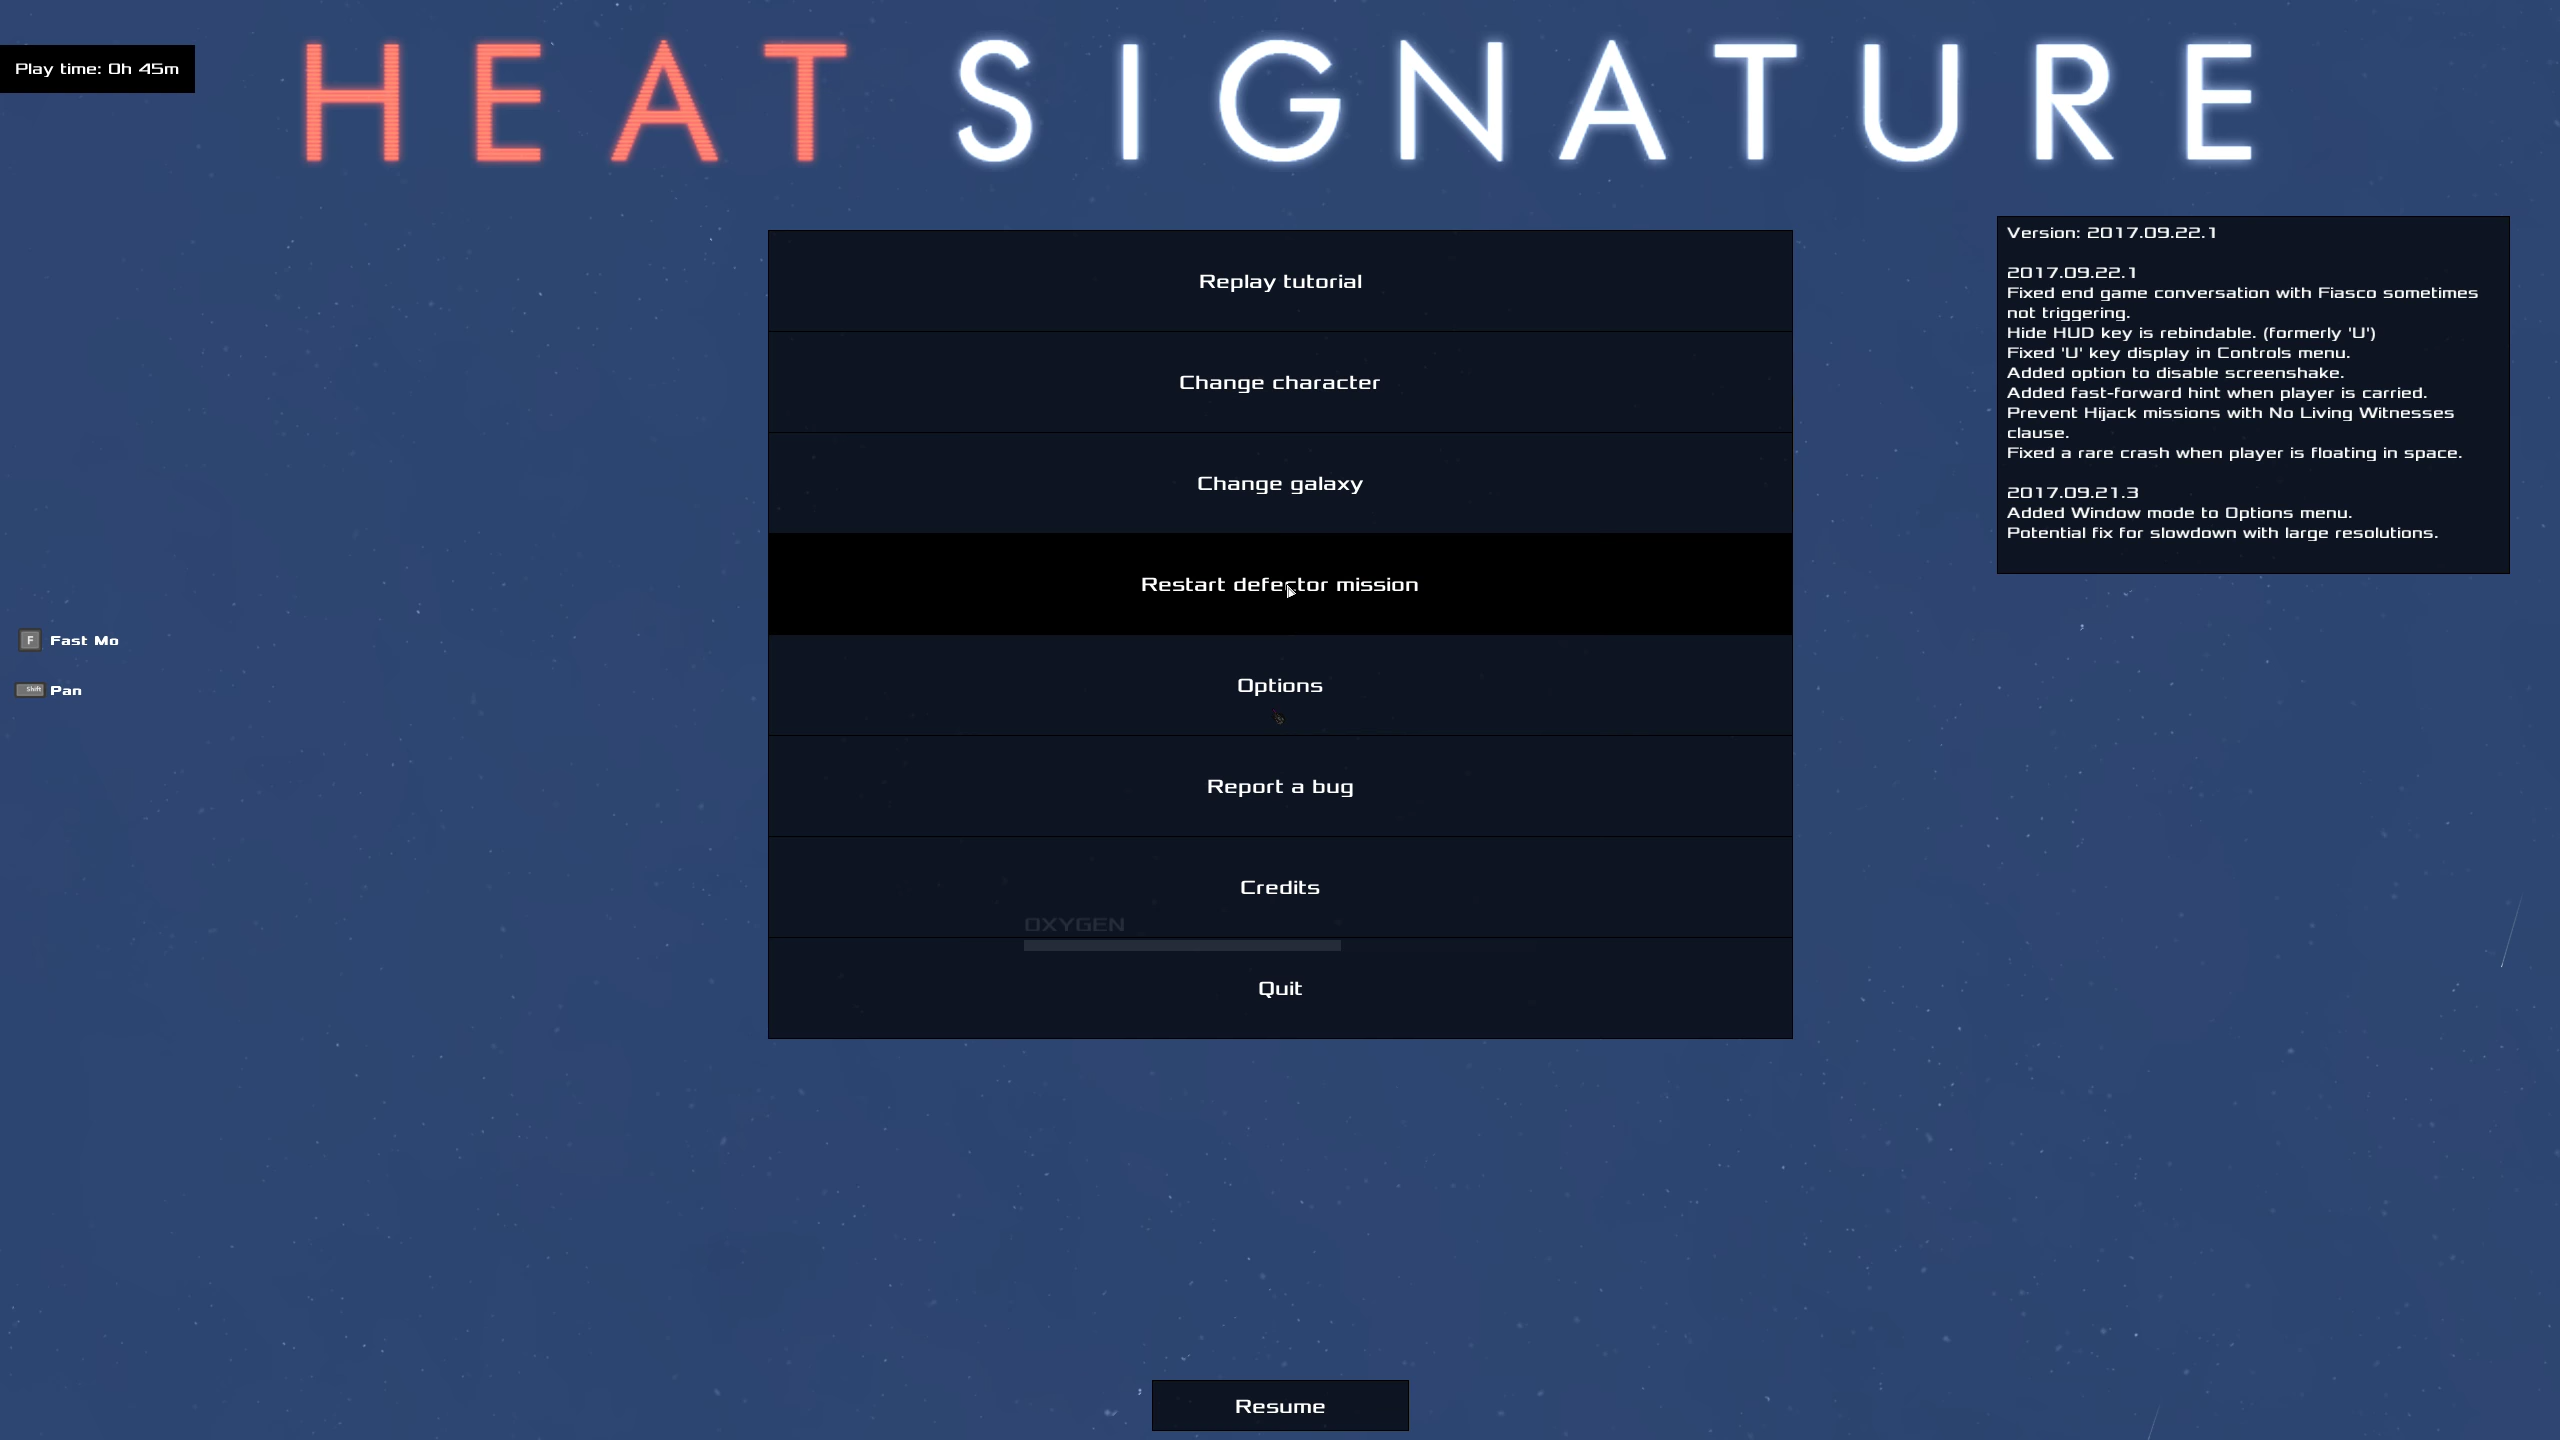 HEAT SIGNATURE
Play time: 0h 45m
Replay tutorial
Change character
Change galaxy
Restart defector mission
Options
Report a bug
Credits
OXYGEN
Quit
Resume
F Fast Mo
Shift Pan
Version: 2017.09.22.1
2017.09.22.1
Fixed end game conversation with Fiasco sometimes
not triggering.
Hide HUD key is rebindable. (formerly 'U')
Fixed 'U' key display in Controls menu.
Added option to disable screenshake.
Added fast-forward hint when player is carried.
Prevent Hijack missions with No Living Witnesses
clause.
Fixed a rare crash when player is floating in space.
2017.09.21.3
Added Window mode to Options menu.
Potential fix for slowdown with large resolutions.